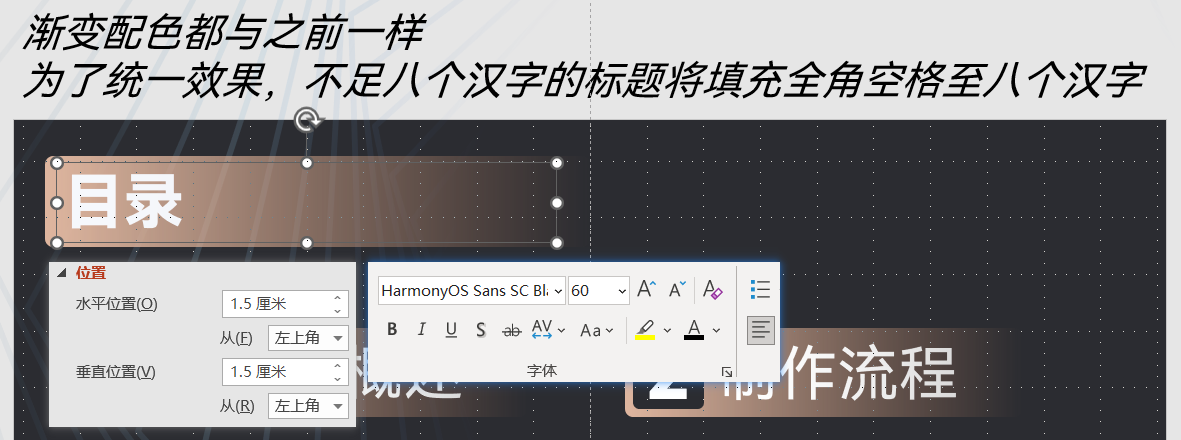 渐变配色都与之前一样
为了统一效果，不足八个汉字的标题将填充全角空格至八个汉字
目录
位置
水平位置(O)
1.5 厘米
从(F)
左上角
垂直位置(V)
1.5 厘米
从(R)
左上角
HarmonyOS Sans SC Bla
60
A A A
B I U S ab AV Aa A
字体
概述
2 制作流程